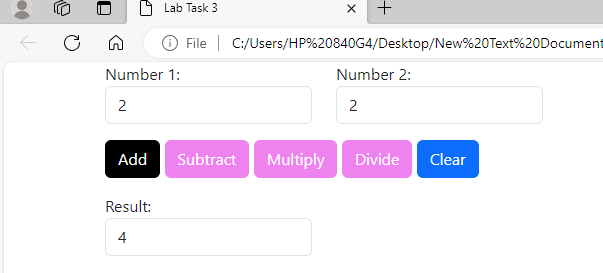 Lab Task 3
File C:/Users/HP%20840G4/Desktop/New%20Text%20Document
Number 1: Number 2:
2 2
Add Subtract Multiply Divide Clear
Result:
4